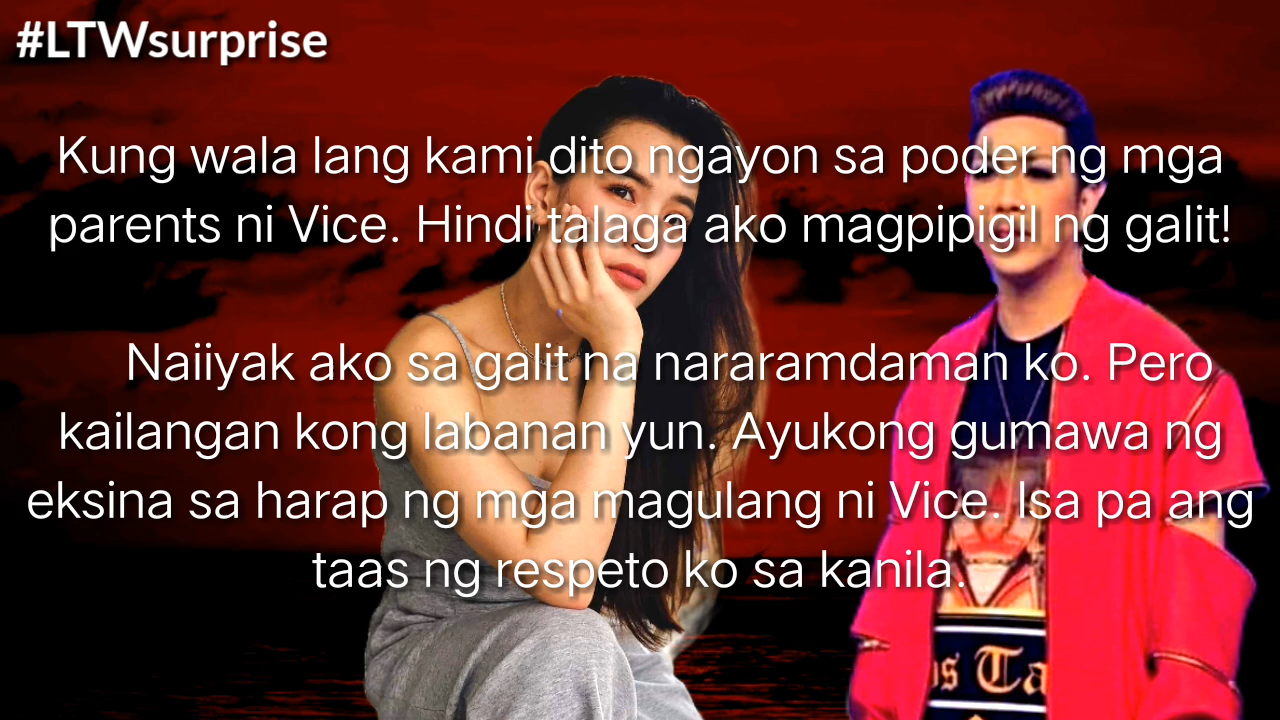 #LTWsurprise
Kung wala lang kami dito ngayon sa poder ng mga
parents ni Vice. Hindi talaga ako magpipigil ng galit!
Naiiyak ako sa galit na nararamdaman ko. Pero
kailangan kong labanan yun. Ayukong gumawa ng
eksina sa harap ng mga magulang ni Vice. Isa pa ang
taas ng respeto ko sa kanila.